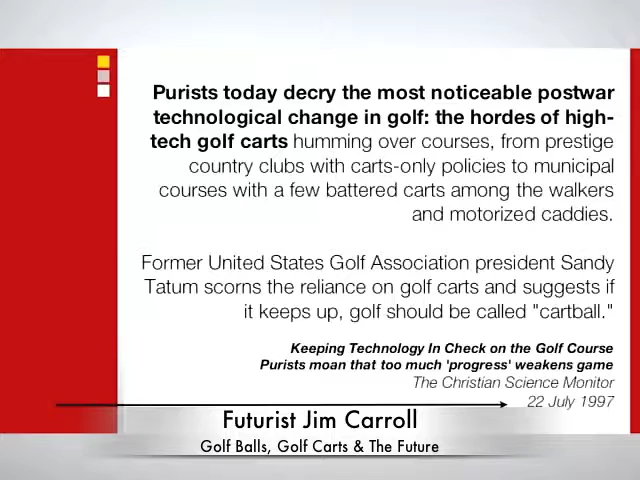 Purists today decry the most noticeable postwar
technological change in golf: the hordes of high-
tech golf carts humming over courses, from prestige
country clubs with carts-only policies to municipal
courses with a few battered carts among the walkers
and motorized caddies.
Former United States Golf Association president Sandy
Tatum scorns the reliance on golf carts and suggests if
it keeps up, golf should be called "cartball."
Keeping Technology In Check on the Golf Course
Purists moan that too much 'progress' weakens game
The Christian Science Monitor
22 July 1997
Futurist Jim Carroll
Golf Balls, Golf Carts & The Future